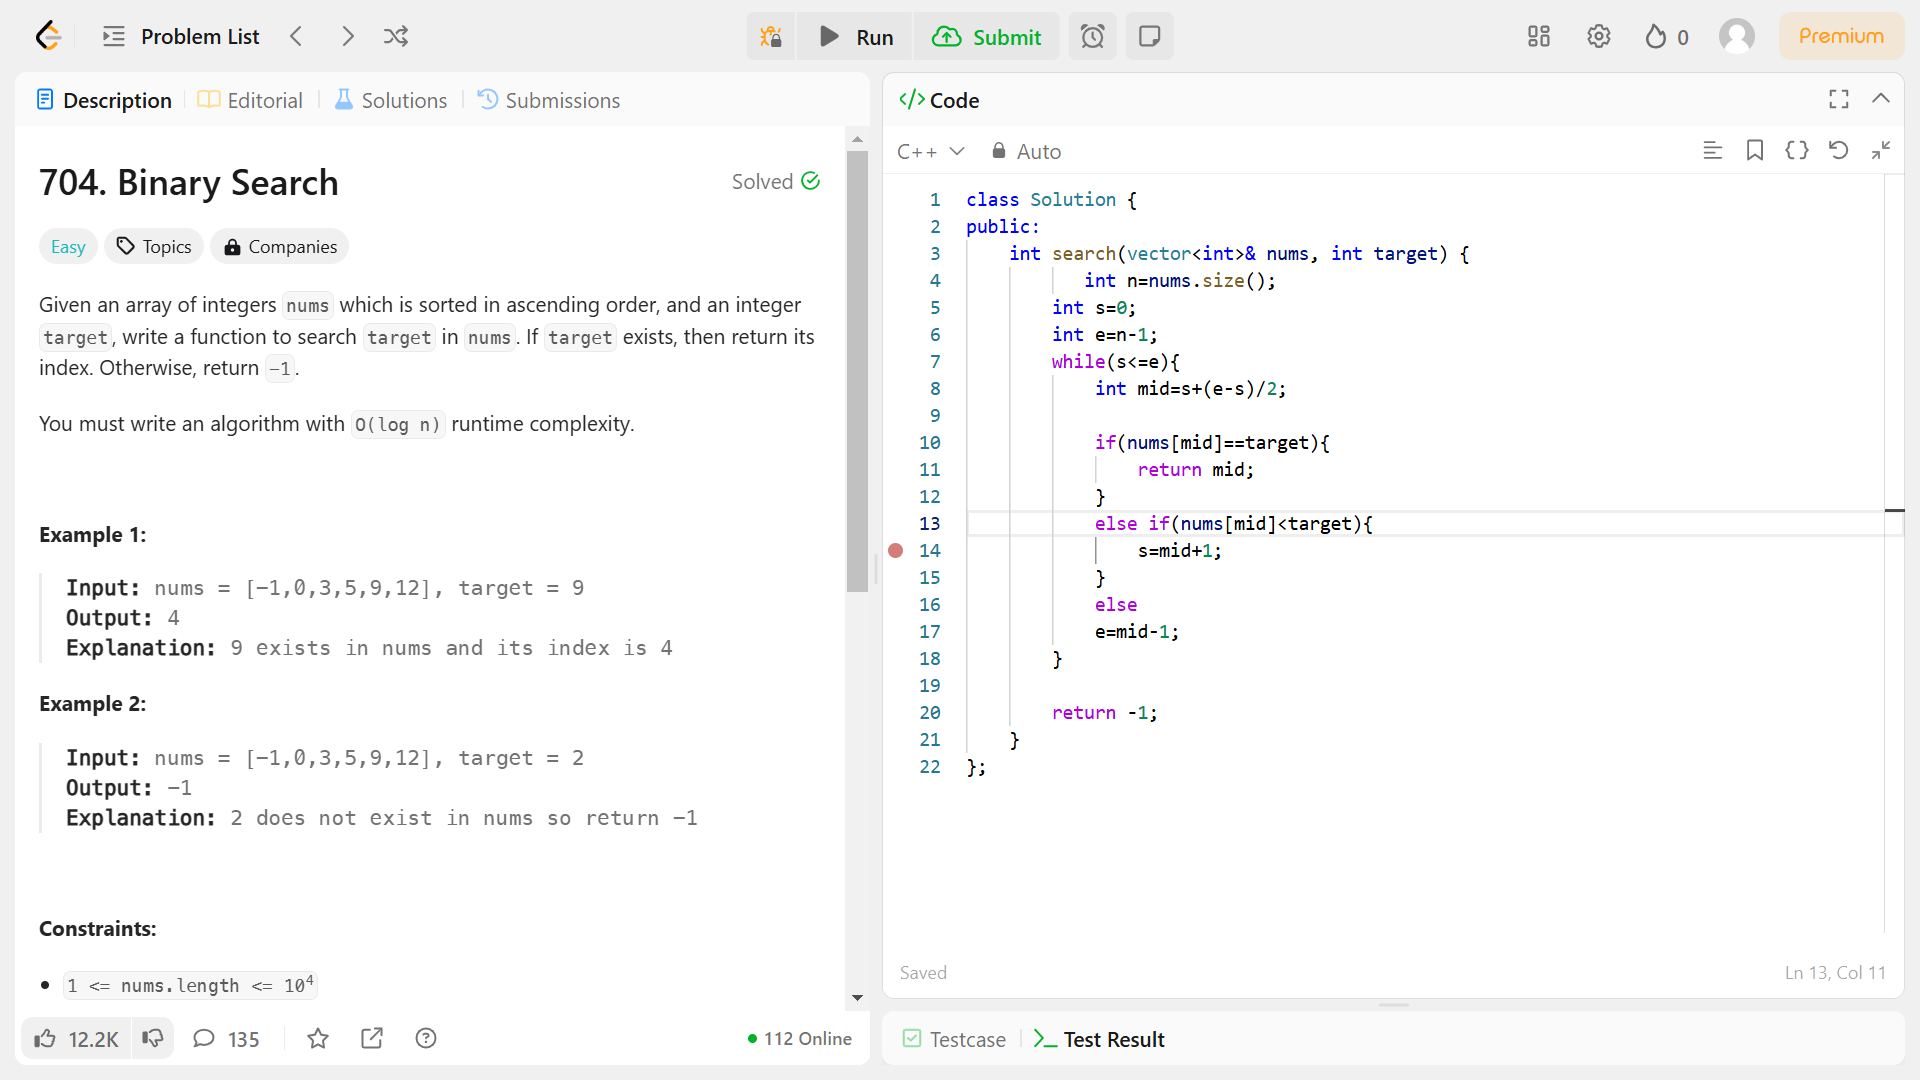 Problem List
Run
Submit
0
Premium
Description
Editorial
Solutions
Submissions
704. Binary Search
Solved
Easy
Topics
Companies
Given an array of integers nums which is sorted in ascending order, and an integer
target, write a function to search target in nums. If target exists, then return its
index. Otherwise, return -1.
You must write an algorithm with O(log n) runtime complexity.
Example 1:
Input: nums = [-1,0,3,5,9,12], target = 9
Output: 4
Explanation: 9 exists in nums and its index is 4
Example 2:
Input: nums = [-1,0,3,5,9,12], target = 2
Output: -1
Explanation: 2 does not exist in nums so return -1
Constraints:
1 <= nums.length <= 10⁴
12.2K
135
112 Online
Code
C++
Auto
1 class Solution {
2 public:
3 int search(vector<int>& nums, int target) {
4 int n=nums.size();
5 int s=0;
6 int e=n-1;
7 while(s<=e){
8 int mid=s+(e-s)/2;
9
10 if(nums[mid]==target){
11 return mid;
12 }
13 else if(nums[mid]<target){
14 s=mid+1;
15 }
16 else
17 e=mid-1;
18 }
19
20 return -1;
21 }
22 };
Saved
Ln 13, Col 11
Testcase
Test Result